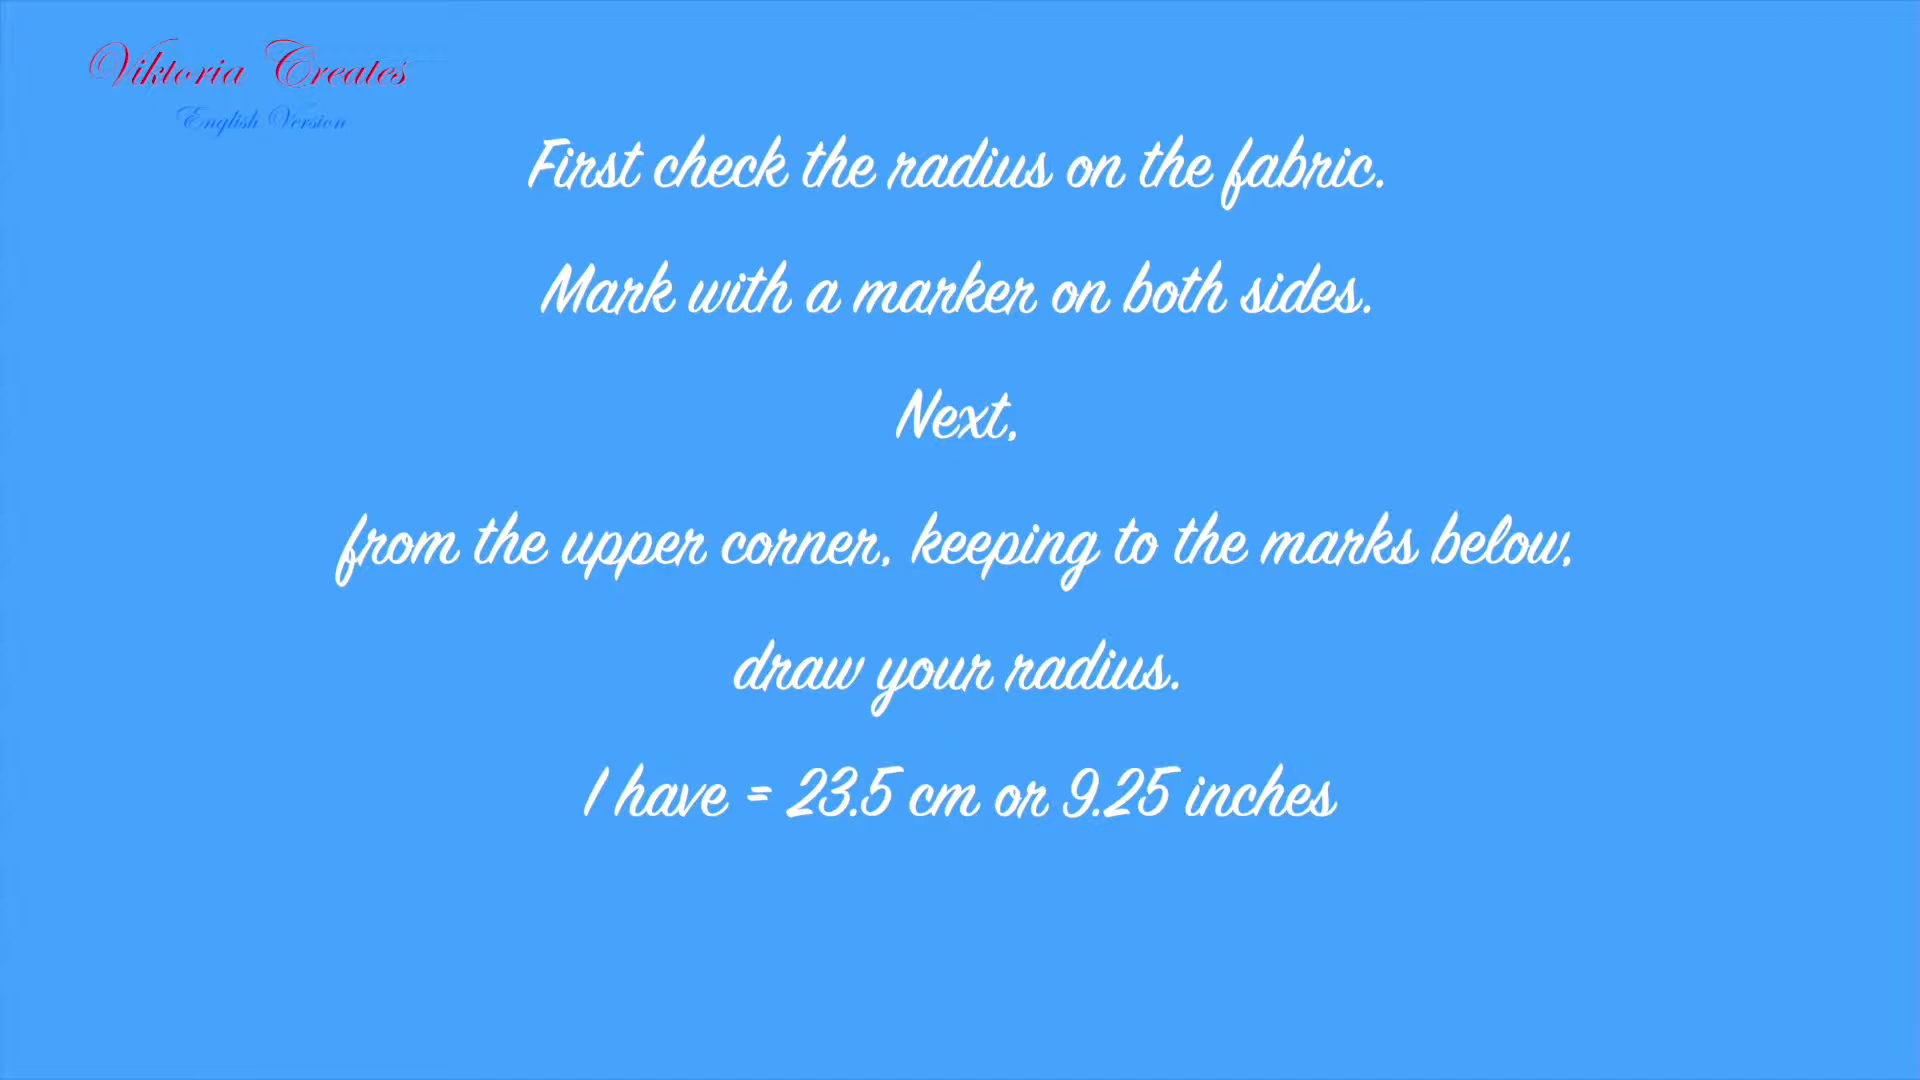 Viktoria Creates
English Version
First check the radius on the fabric.
Mark with a marker on both sides.
Next,
from the upper corner, keeping to the marks below,
draw your radius.
I have = 23.5 cm or 9.25 inches